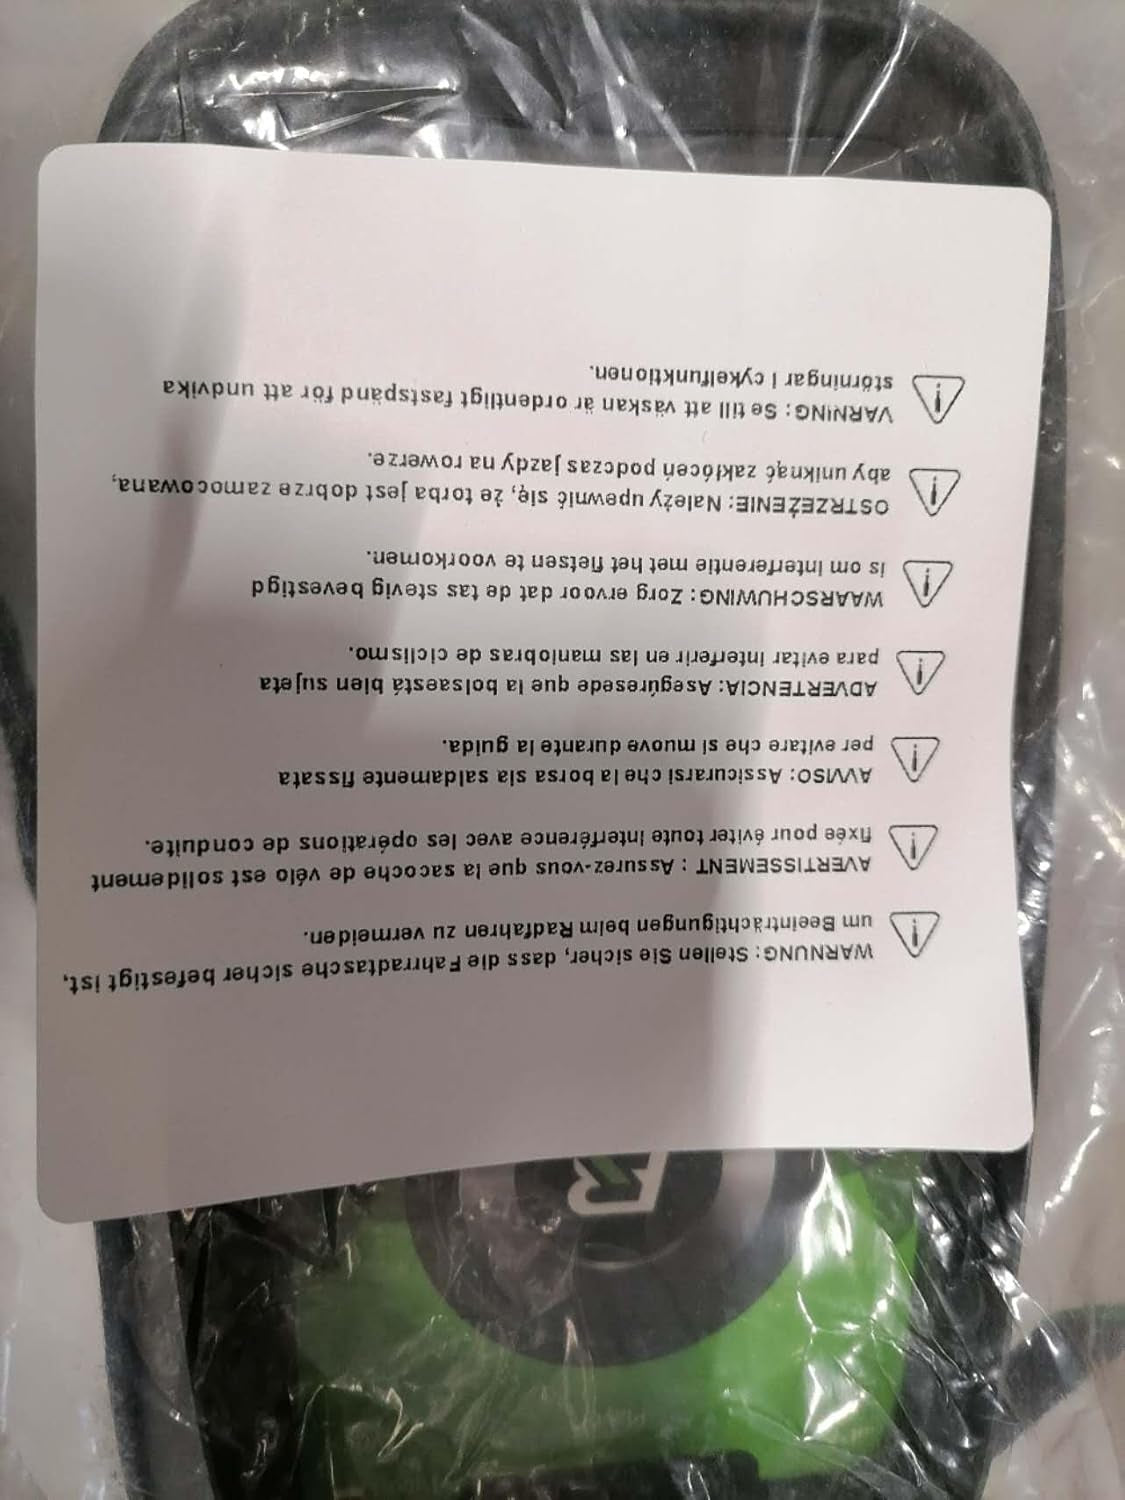 WARNUNG: Stellen Sie sicher, dass die Fahrradtasche sicher befestigt ist,
um Beeinträchtigungen beim Radfahren zu vermeiden.
AVERTISSEMENT : Assurez-vous que la sacoche de vélo est solidement
fixée pour éviter toute interférence avec les opérations de conduite.
AVVISO: Assicurarsi che la borsa sia saldamente fissata
per evitare che si muove durante la guida.
ADVERTENCIA: Asegúresede que la bolsaestá bien sujeta
para evitar interferir en las maniobras de ciclismo.
WAARSCHUWING: Zorg ervoor dat de tas stevig bevestigd
is om interferentie met het fietsen te voorkomen.
OSTRZEŻENIE: Należy upewnić się, że torba jest dobrze zamocowana,
aby uniknąć zakłóceń podczas jazdy na rowerze.
VARNING: Se till att väskan är ordentligt fastspänd för att undvika
störningar I cykelfunktionen.